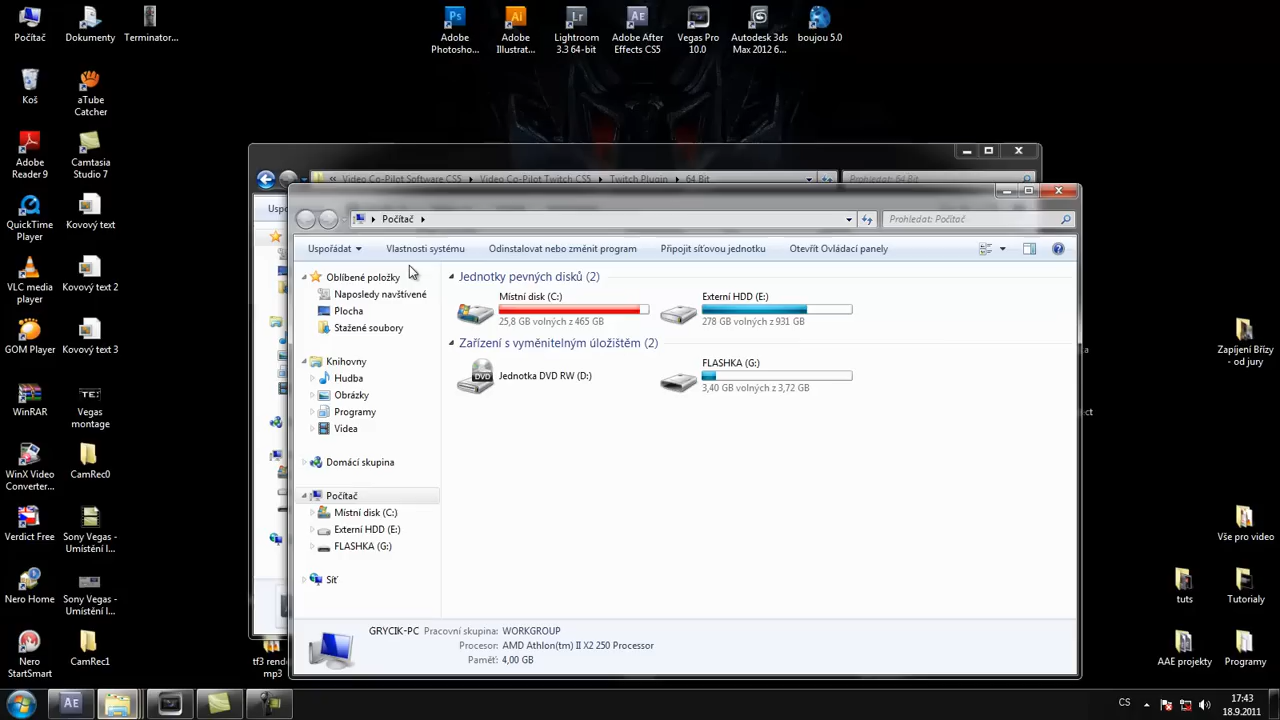 Počítač
Dokumenty
Terminator...
Adobe Photosho...
Adobe Illustrat...
Lightroom 3.3 64-bit
Adobe After Effects CS5
Vegas Pro 10.0
Autodesk 3ds Max 2012 6...
boujou 5.0
Koš
aTube Catcher
Adobe Reader 9
Camtasia Studio 7
QuickTime Player
Kovový text
VLC media player
Kovový text 2
GOM Player
Kovový text 3
WinRAR
Vegas montage
WinX Video Converter...
CamRec0
Verdict Free
Sony Vegas - Umístění l...
Nero Home
Sony Vegas - Umístění l...
Nero StartSmart
CamRec1
Video Co-Pilot Software CS5
Video Co-Pilot Twitch CS5
Twitch Plugin
64 Bit
Prohledat: 64 Bit
Uspo
Počítač
Prohledat: Počítač
Uspořádat
Vlastnosti systému
Odinstalovat nebo změnit program
Připojit síťovou jednotku
Otevřít Ovládací panely
Oblíbené položky
Naposledy navštívené
Plocha
Stažené soubory
Knihovny
Hudba
Obrázky
Programy
Videa
Domácí skupina
Počítač
Místní disk (C:)
Externí HDD (E:)
FLASHKA (G:)
Síť
Jednotky pevných disků (2)
Místní disk (C:)
25,8 GB volných z 465 GB
Externí HDD (E:)
278 GB volných z 931 GB
Zařízení s vyměnitelným úložištěm (2)
DVD
Jednotka DVD RW (D:)
FLASHKA (G:)
3,40 GB volných z 3,72 GB
GRYCIK-PC
Pracovní skupina: WORKGROUP
Procesor: AMD Athlon(tm) II X2 250 Processor
Paměť: 4,00 GB
Zapíjení Břízy - od jury
Vše pro video
tuts
Tutorialy
AAE projekty
Programy
tf3 rend
mp3
CS
17:43
18.9.2011